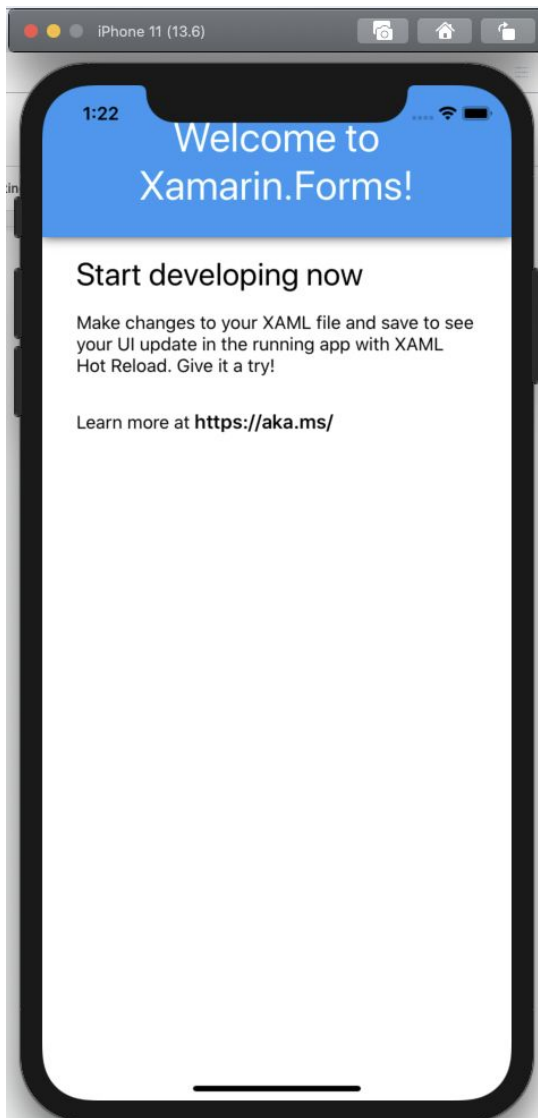 iPhone 11 (13.6)
1:22
Welcome to
Xamarin.Forms!
Start developing now
Make changes to your XAML file and save to see
your UI update in the running app with XAML
Hot Reload. Give it a try!
Learn more at https://aka.ms/